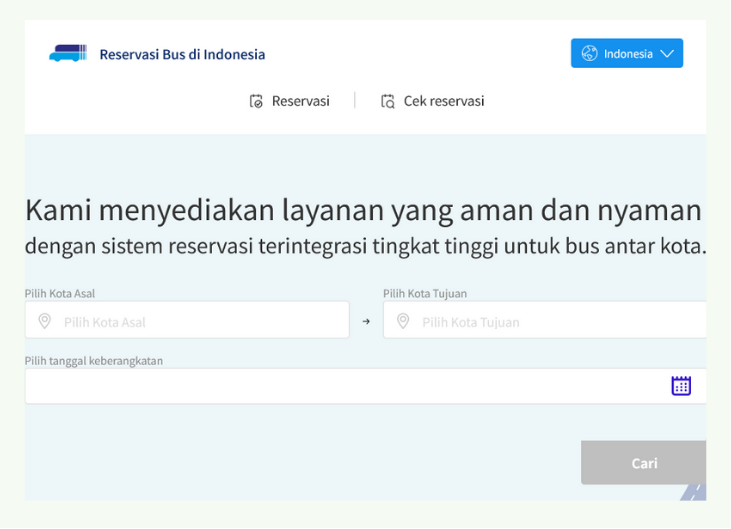 Reservasi Bus di Indonesia
Indonesia
Reservasi
Cek reservasi
Kami menyediakan layanan yang aman dan nyaman
dengan sistem reservasi terintegrasi tingkat tinggi untuk bus antar kota.
Pilih Kota Asal
Pilih Kota Tujuan
Pilih Kota Asal
Pilih Kota Tujuan
Pilih tanggal keberangkatan
Cari